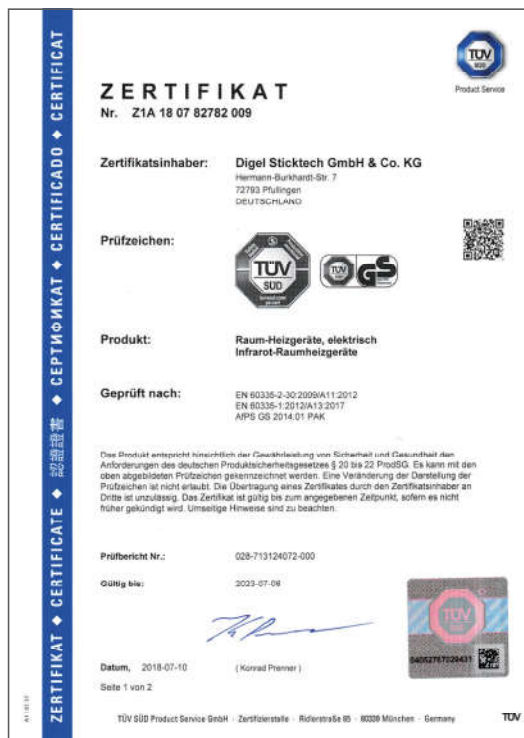 ZERTIFIKAT ◆ CERTIFICATE ◆ 認證證書 ◆ СЕРТИФИКАТ ◆ CERTIFICADO ◆ CERTIFICAT
TÜV
SÜD
Product Service
ZERTIFIKAT
Nr. Z1A 18 07 82782 009
Zertifikatsinhaber: Digel Sticktech GmbH & Co. KG
Hermann-Burkhardt-Str. 7
72793 Pfullingen
DEUTSCHLAND
Prüfzeichen:
TÜV
SÜD
TÜV
SÜD
GS
Produkt: Raum-Heizgeräte, elektrisch
Infrarot-Raumheizgeräte
Geprüft nach: EN 60335-2-30:2009/A11:2012
EN 60335-1:2012/A13:2017
AfPS GS 2014:01 PAK
Das Produkt entspricht hinsichtlich der Gewährleistung von Sicherheit und Gesundheit den
Anforderungen des deutschen Produktsicherheitsgesetzes § 20 bis 22 ProdSG. Es kann mit den
oben abgebildeten Prüfzeichen gekennzeichnet werden. Eine Veränderung der Darstellung der
Prüfzeichen ist nicht erlaubt. Die Übertragung eines Zertifikates durch den Zertifikatsinhaber an
Dritte ist unzulässig. Das Zertifikat ist gültig bis zum angegebenen Zeitpunkt, sofern es nicht
früher gekündigt wird. Umseitige Hinweise sind zu beachten.
Prüfbericht Nr.: 028-713124072-000
Gültig bis:
TÜV
Datum, 2018-07-10 ( Konrad Prenner )
Seite 1 von 2
TÜV SÜD Product Service GmbH · Zertifizierstelle · Ridlerstraße 65 · 80339 München · Germany
TÜV